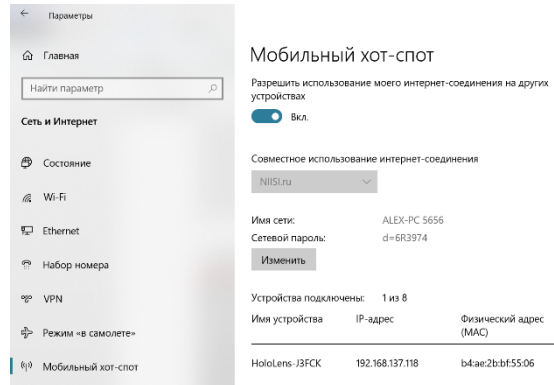 Параметры
Главная
Найти параметр
Сеть и Интернет
Состояние
Wi-Fi
Ethernet
Набор номера
VPN
Режим «в самолете»
Мобильный хот-спот
Мобильный хот-спот
Разрешить использование моего интернет-соединения на других
устройствах
Вкл.
Совместное использование интернет-соединения
NIISI.ru
Имя сети: ALEX-PC 5656
Сетевой пароль: d=6R3974
Изменить
Устройства подключены: 1 из 8
Имя устройства IP-адрес Физический адрес
(MAC)
HoloLens-J3FCK 192.168.137.118 b4:ae:2b:bf:55:06